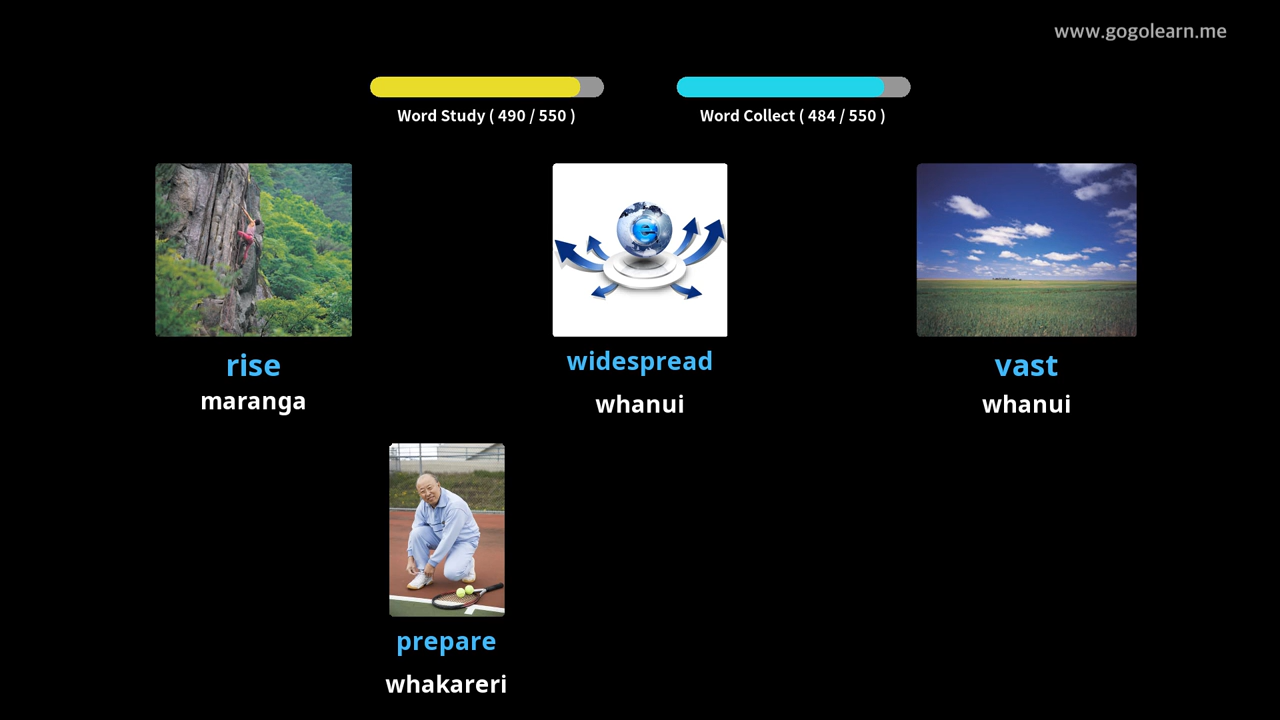 www.gogolearn.me
Word Study ( 490 / 550 )
Word Collect ( 484 / 550 )
rise
maranga
widespread
whanui
vast
whanui
prepare
whakareri